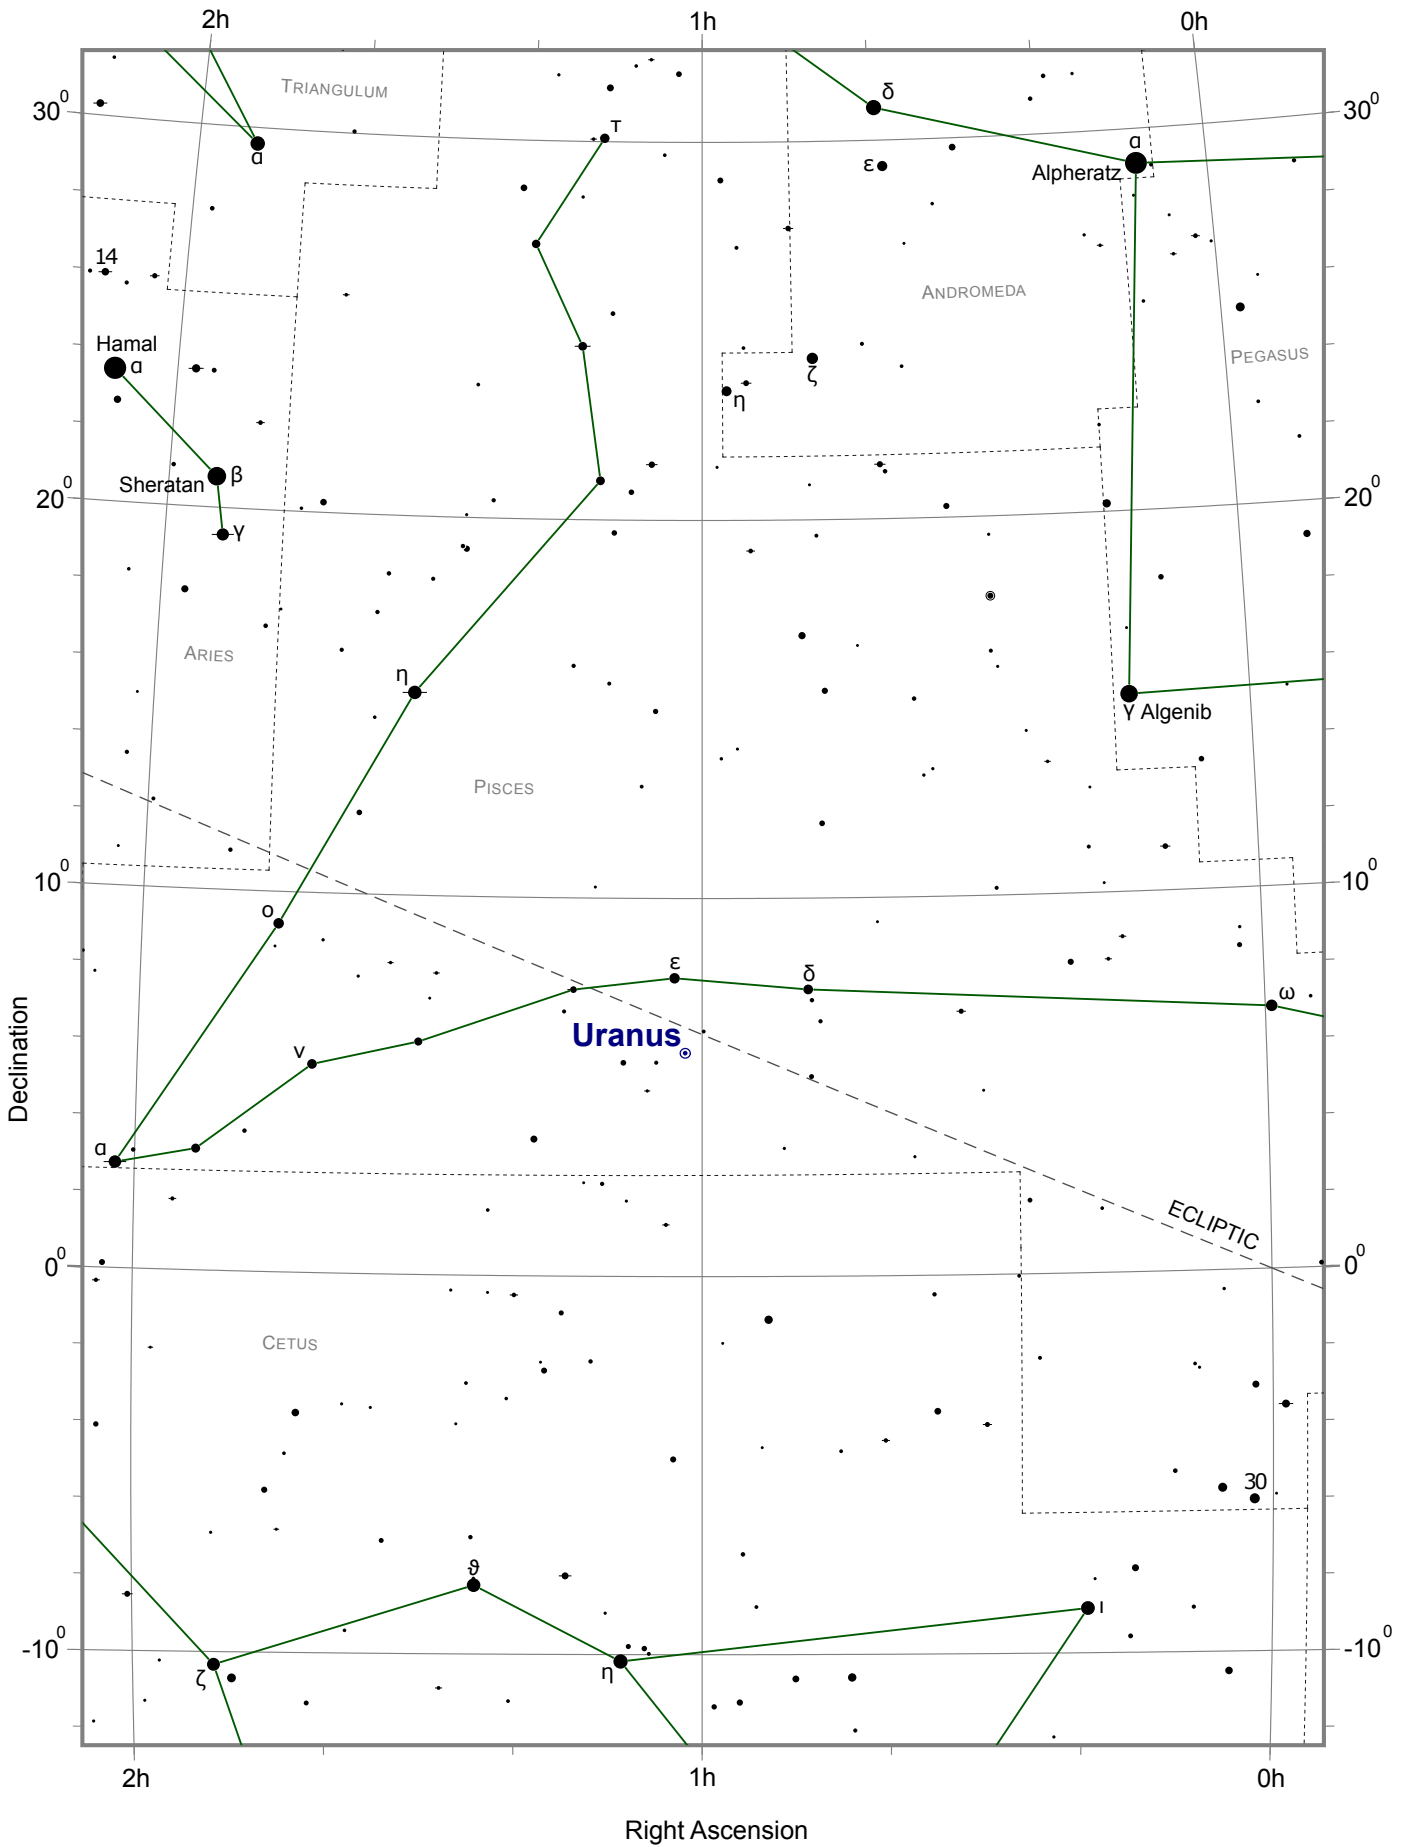 2h 1h 0h
TRIANGULUM
δ
30⁰ 30⁰
τ
α
α
ε
Alpheratz
14
ANDROMEDA
Hamal
α
PEGASUS
ζ
η
β
Sheratan
20⁰ 20⁰
γ
ARIES
η
γ Algenib
PISCES
10⁰ 10⁰
ο
ε
δ
ω
Uranus
ν
Declination
α
ECLIPTIC
0⁰ 0⁰
CETUS
30
ϑ
ι
-10⁰ -10⁰
ζ
η
2h 1h 0h
Right Ascension